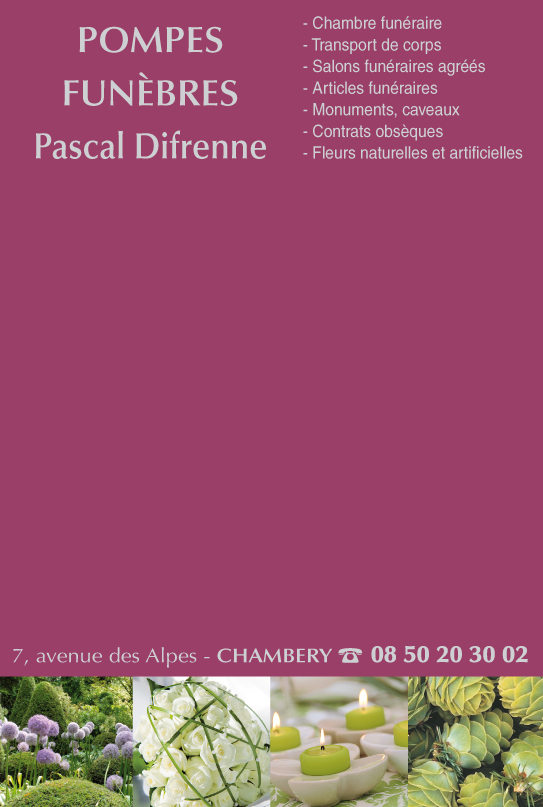 POMPES
FUNÈBRES
Pascal Difrenne
- Chambre funéraire
- Transport de corps
- Salons funéraires agréés
- Articles funéraires
- Monuments, caveaux
- Contrats obsèques
- Fleurs naturelles et artificielles
7, avenue des Alpes - CHAMBERY ☎ 08 50 20 30 02